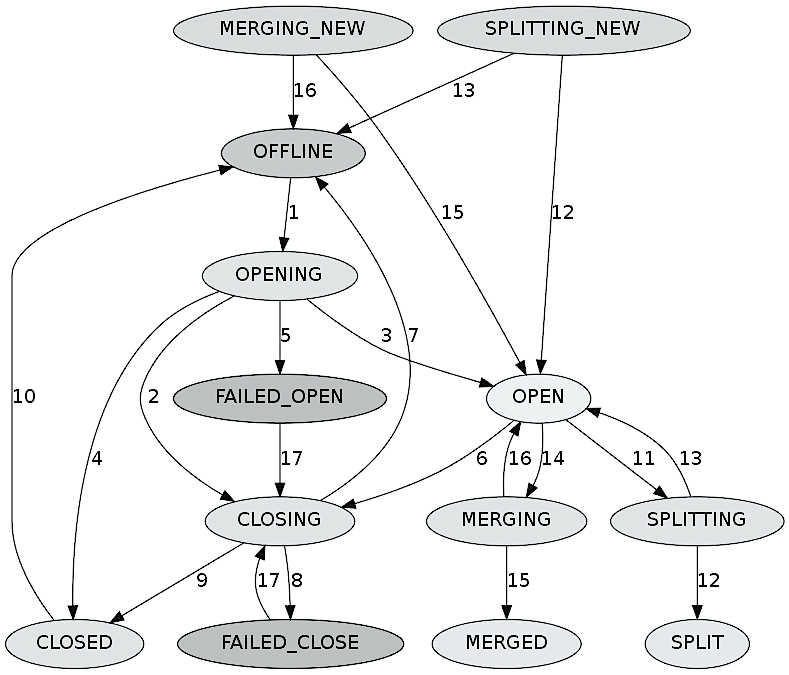 MERGING_NEW
SPLITTING_NEW
16
13
OFFLINE
1
15
12
OPENING
5
3
7
10
2
FAILED_OPEN
OPEN
4
17
6
16
14
11
13
CLOSING
MERGING
SPLITTING
9
17
8
15
12
CLOSED
FAILED_CLOSE
MERGED
SPLIT